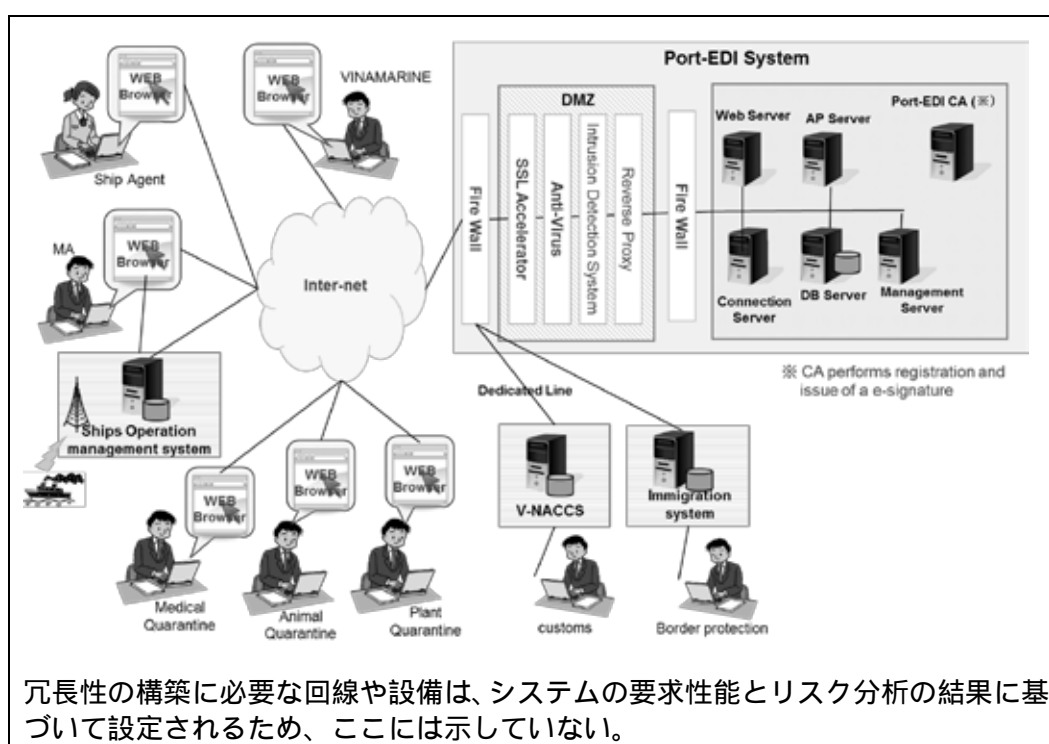 Port-EDI System
WEB
Browser
WEB
Browser
VINAMARINE
Ship Agent
DMZ
Port-EDI CA (※)
Web Server
AP Server
Fire Wall
SSL Accelerator
Anti-Virus
Intrusion Detection System
Reverse Proxy
Fire Wall
MA
WEB
Browser
Inter-net
Connection
Server
DB Server
Management
Server
※ CA performs registration and
issue of a e-signature
Dedicated Line
Ships Operation
management system
V-NACCS
Immigration
system
WEB
Browser
WEB
Browser
WEB
Browser
Medical
Quarantine
Animal
Quarantine
Plant
Quarantine
customs
Border protection
冗長性の構築に必要な回線や設備は、システムの要求性能とリスク分析の結果に基
づいて設定されるため、ここには示していない。